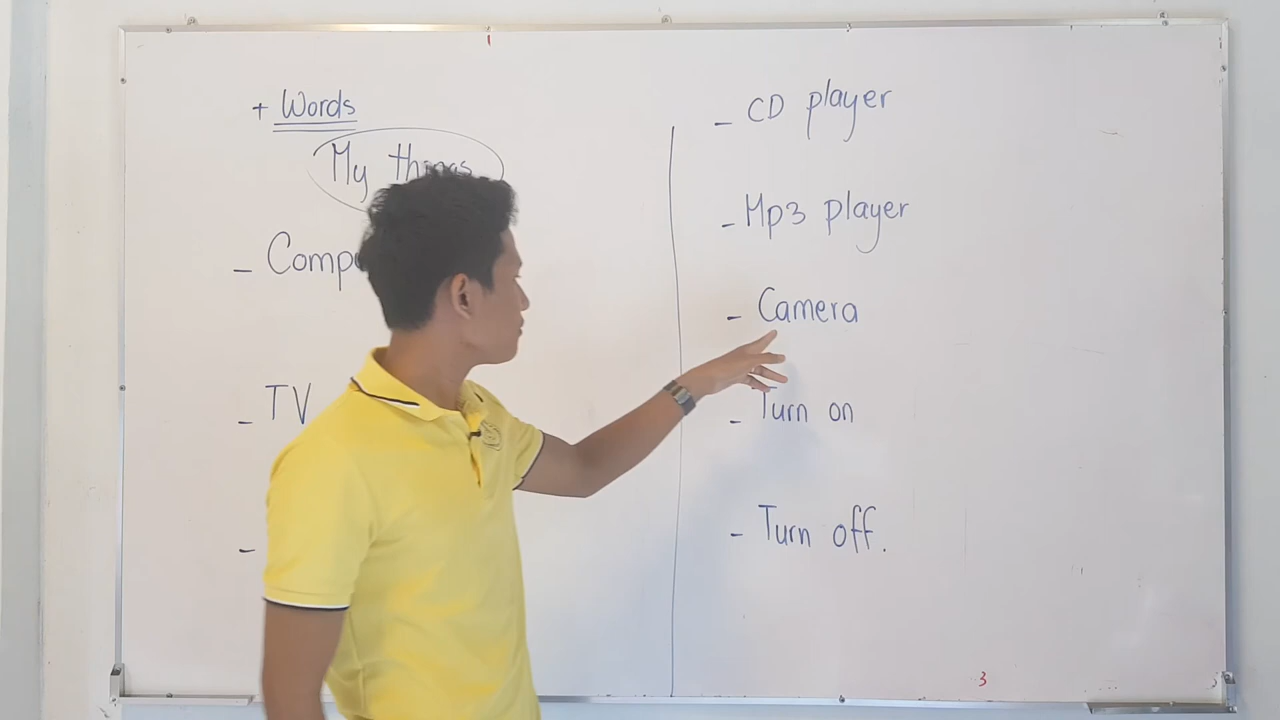 + Words
My things
- Comp
- TV
-
- CD player
- Mp3 player
- Camera
- Turn on
- Turn off.
3